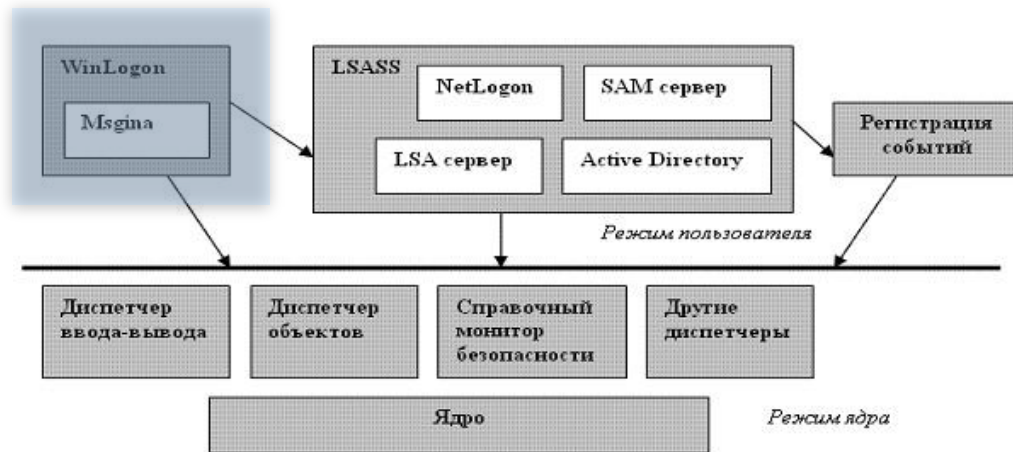 WinLogon
Msgina
LSASS
NetLogon
SAM сервер
LSA сервер
Active Directory
Регистрация
событий
Режим пользователя
Диспетчер
ввода-вывода
Диспетчер
объектов
Справочный
монитор
безопасности
Другие
диспетчеры
Ядро
Режим ядра